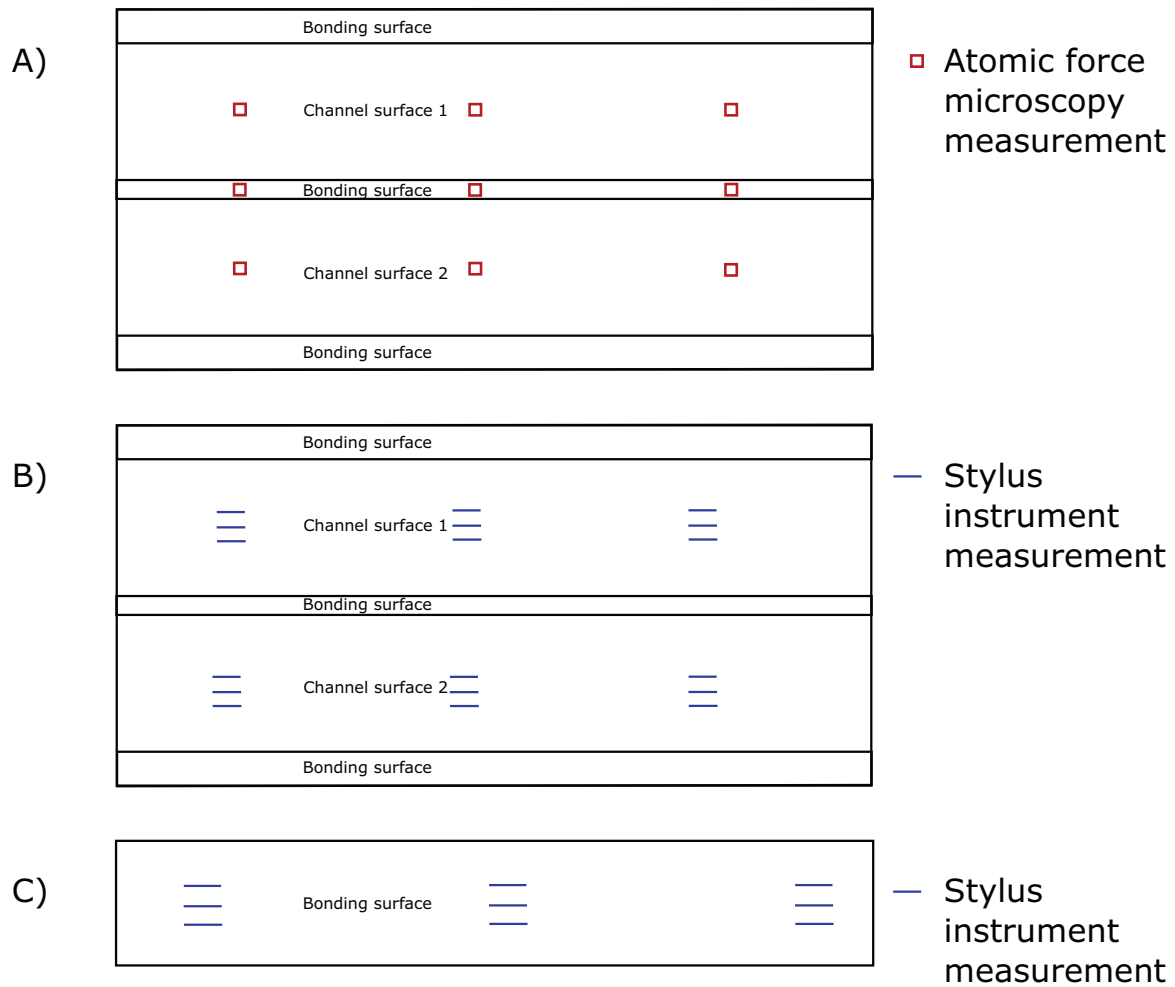 Bonding surface
A)
Channel surface 1
Bonding surface
Channel surface 2
Bonding surface
Atomic force
microscopy
measurement
Bonding surface
B)
Channel surface 1
Bonding surface
Channel surface 2
Bonding surface
Stylus
instrument
measurement
C)
Bonding surface
Stylus
instrument
measurement